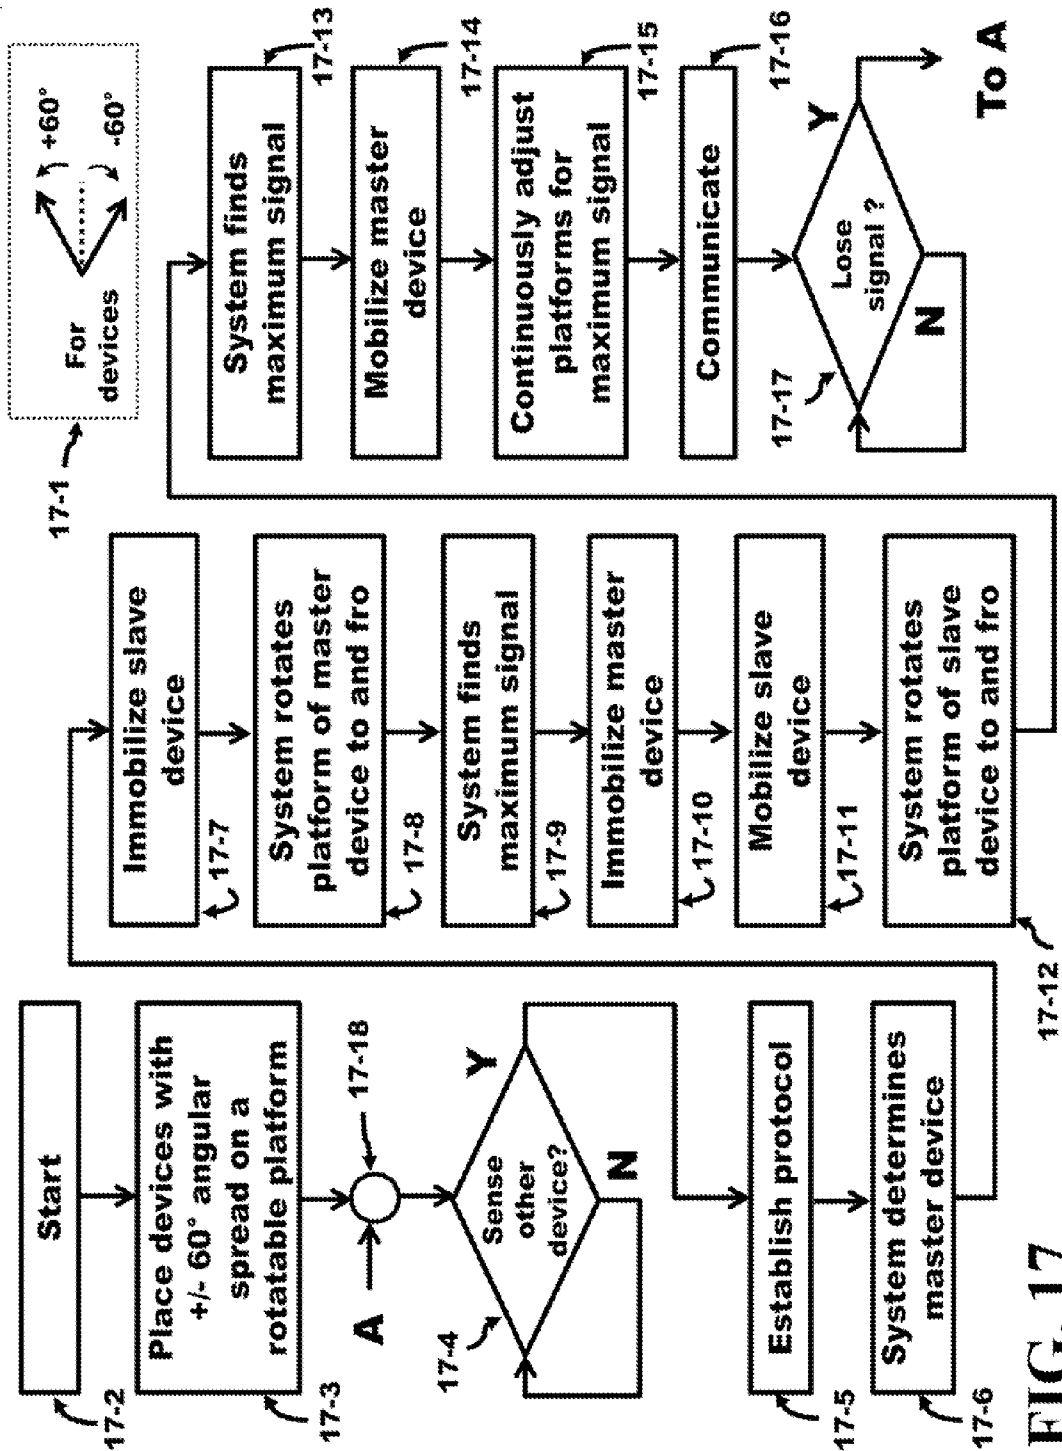 17-2
Start
17-3
Place devices with
+/- 60° angular
spread on a
rotatable platform
A
17-18
17-4
Sense
other
device?
Y
N
17-5
Establish protocol
17-6
System determines
master device
17-7
Immobilize slave
device
17-8
System rotates
platform of master
device to and fro
17-9
System finds
maximum signal
17-10
Immobilize master
device
17-11
Mobilize slave
device
17-12
System rotates
platform of slave
device to and fro
17-1
For
devices
+60°
-60°
17-13
System finds
maximum signal
17-14
Mobilize master
device
17-15
Continuously adjust
platforms for
maximum signal
17-16
Communicate
17-17
Lose
signal ?
Y
N
To A
FIG. 17